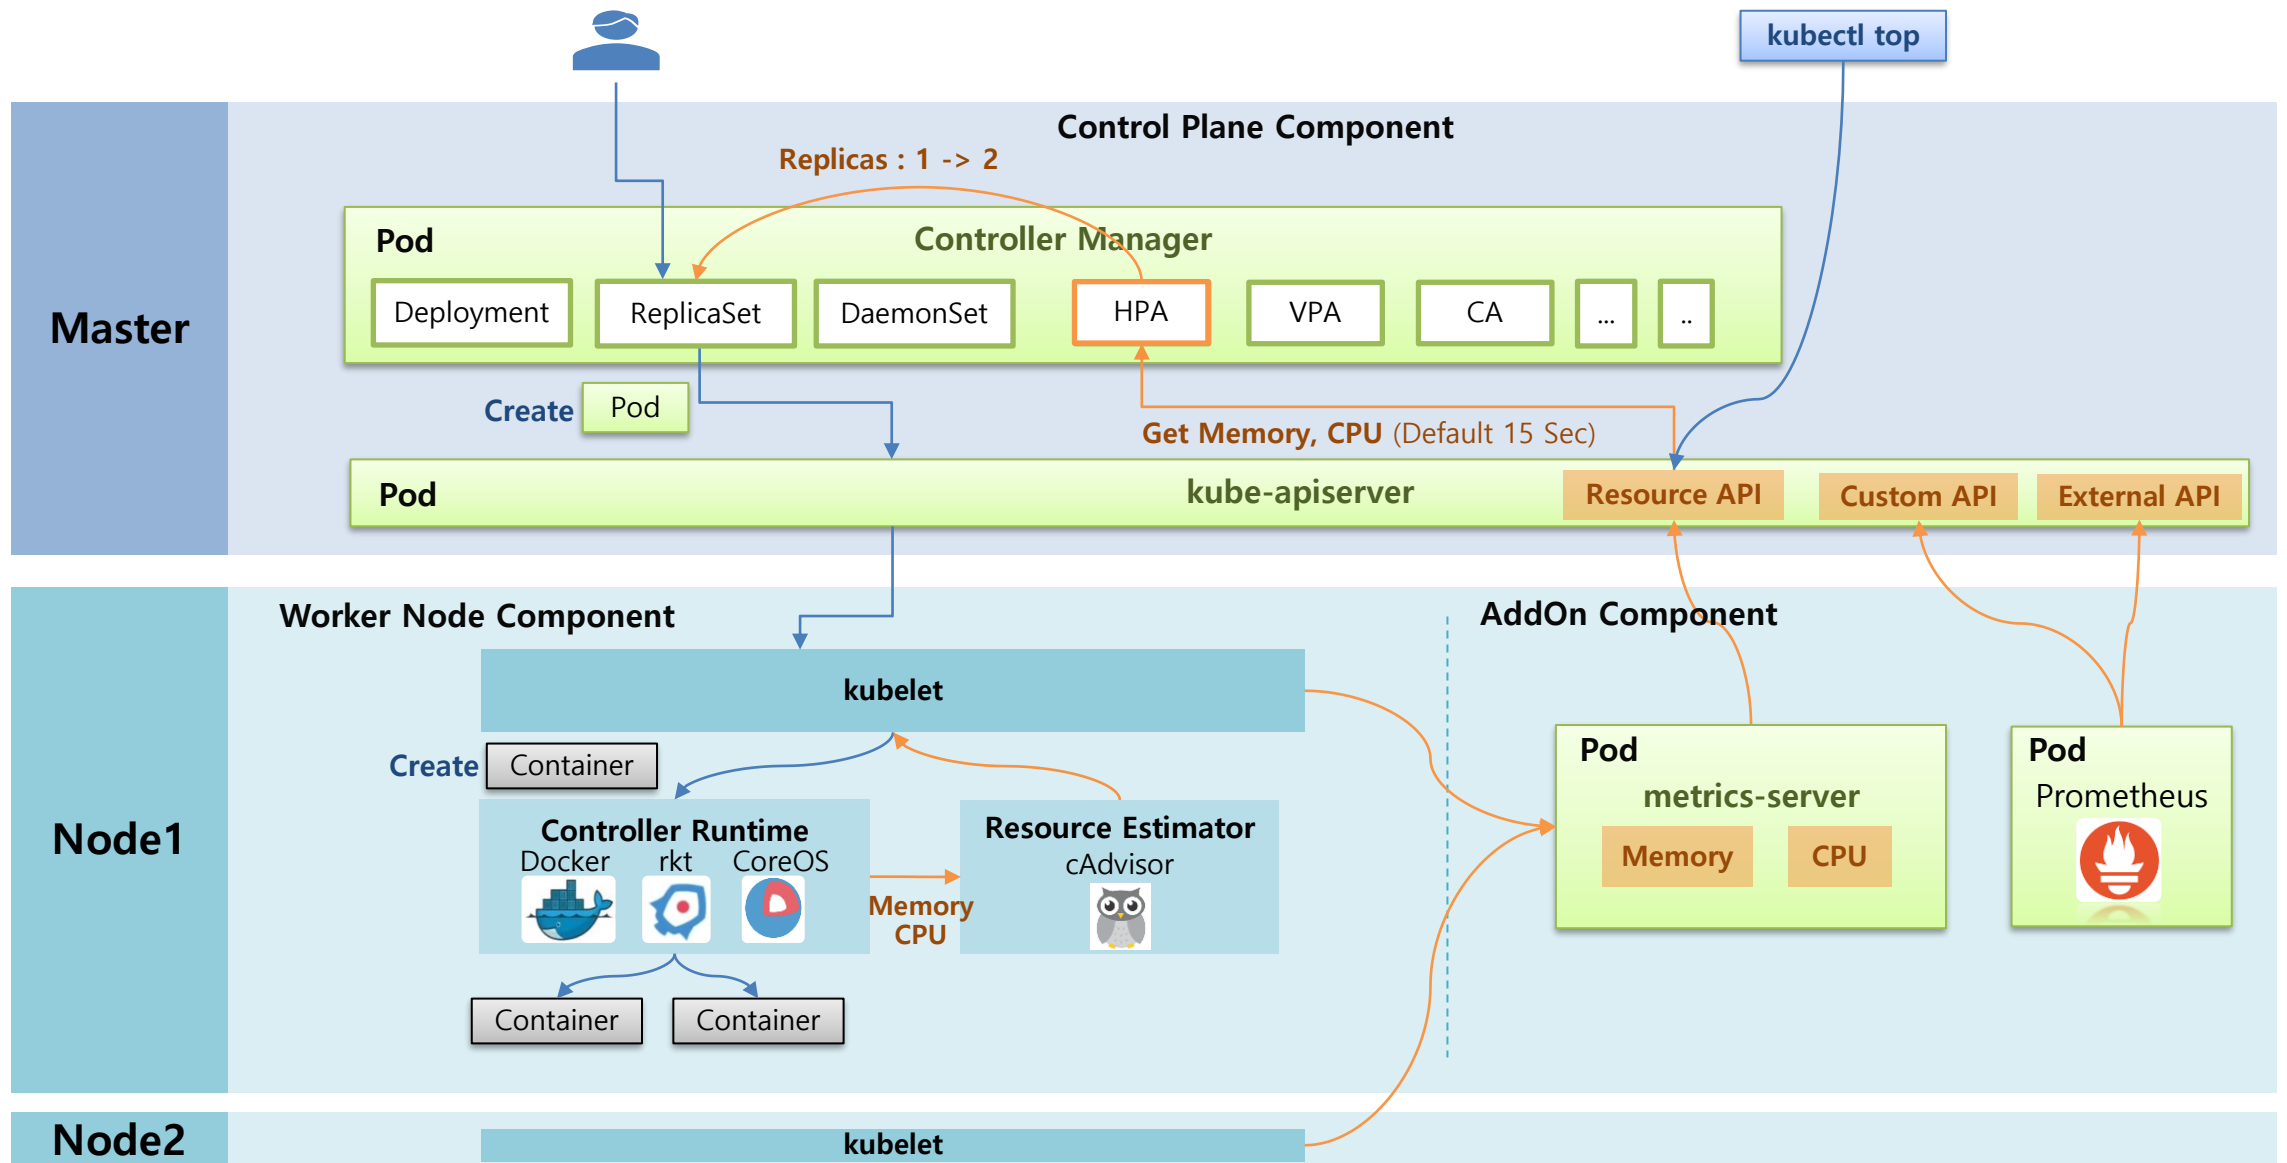 kubectl top
Control Plane Component
Replicas : 1 -> 2
Master
Pod
Controller Manager
Deployment
ReplicaSet
DaemonSet
HPA
VPA
CA
...
..
Create
Pod
Get Memory, CPU (Default 15 Sec)
Pod
kube-apiserver
Resource API
Custom API
External API
Node1
Worker Node Component
AddOn Component
kubelet
Create
Container
Controller Runtime
Docker
rkt
CoreOS
Memory
CPU
Resource Estimator
cAdvisor
Container
Container
Pod
metrics-server
Memory
CPU
Pod
Prometheus
Node2
kubelet